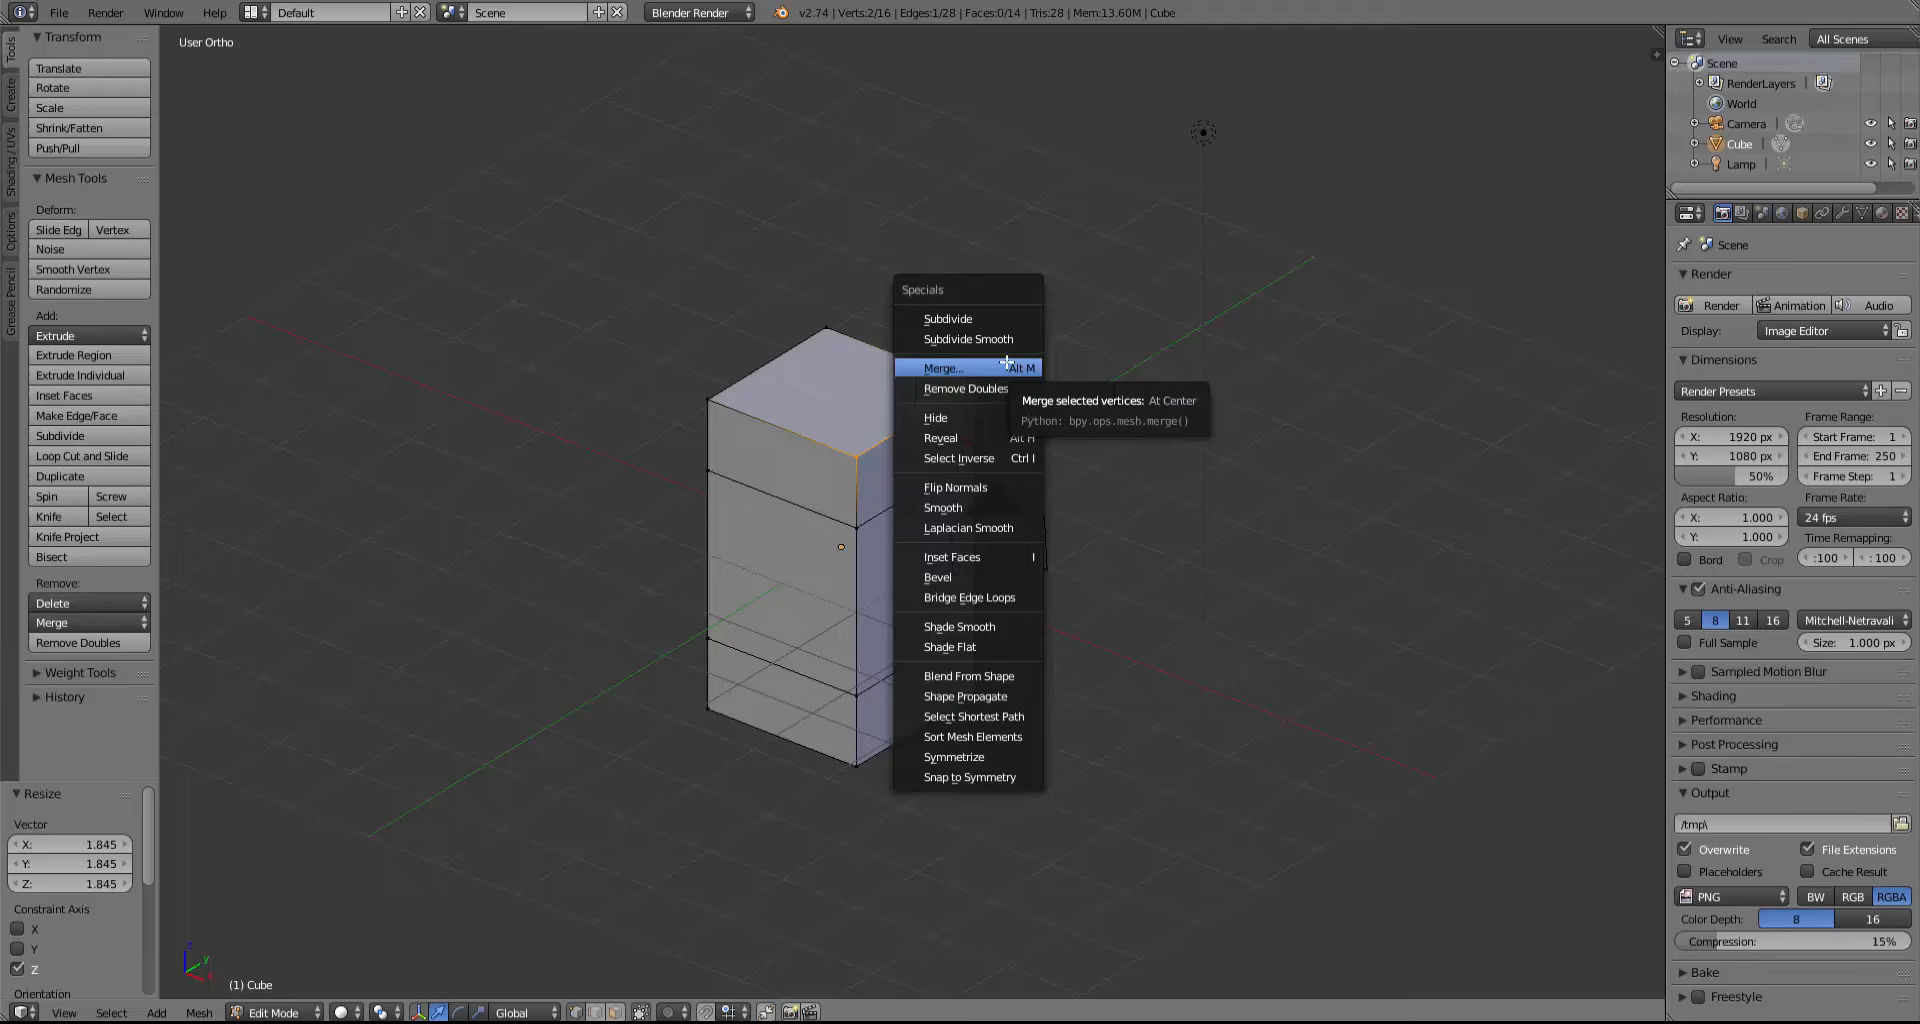 File Render Window Help Default Scene Blender Render v2.74 | Verts:2/16 | Edges:1/28 | Faces:0/14 | Tris:28 | Mem:13.60M | Cube
Tools
Create
Shading / UVs
Options
Grease Pencil
Transform
Translate
Rotate
Scale
Shrink/Fatten
Push/Pull
Mesh Tools
Deform:
Slide Edg Vertex
Noise
Smooth Vertex
Randomize
Add:
Extrude
Extrude Region
Extrude Individual
Inset Faces
Make Edge/Face
Subdivide
Loop Cut and Slide
Duplicate
Spin Screw
Knife Select
Knife Project
Bisect
Remove:
Delete
Merge
Remove Doubles
Weight Tools
History
Resize
Vector
X: 1.845
Y: 1.845
Z: 1.845
Constraint Axis
X
Y
Z
Orientation
User Ortho
Specials
Subdivide
Subdivide Smooth
Merge... Alt M
Remove Doubles
Merge selected vertices: At Center
Python: bpy.ops.mesh.merge()
Hide
Reveal Alt H
Select Inverse Ctrl I
Flip Normals
Smooth
Laplacian Smooth
Inset Faces I
Bevel
Bridge Edge Loops
Shade Smooth
Shade Flat
Blend From Shape
Shape Propagate
Select Shortest Path
Sort Mesh Elements
Symmetrize
Snap to Symmetry
z
y
x
(1) Cube
View Select Add Mesh Edit Mode Global
View Search All Scenes
Scene
RenderLayers
World
Camera
Cube
Lamp
Scene
Render
Render Animation Audio
Display: Image Editor
Dimensions
Render Presets
Resolution: Frame Range:
X: 1920 px Start Frame: 1
Y: 1080 px End Frame: 250
50% Frame Step: 1
Aspect Ratio: Frame Rate:
X: 1.000 24 fps
Y: 1.000 Time Remapping:
Bord Crop :100 : 100
Anti-Aliasing
5 8 11 16 Mitchell-Netravali
Full Sample Size: 1.000 px
Sampled Motion Blur
Shading
Performance
Post Processing
Stamp
Output
/tmp\
Overwrite File Extensions
Placeholders Cache Result
PNG BW RGB RGBA
Color Depth: 8 16
Compression: 15%
Bake
Freestyle